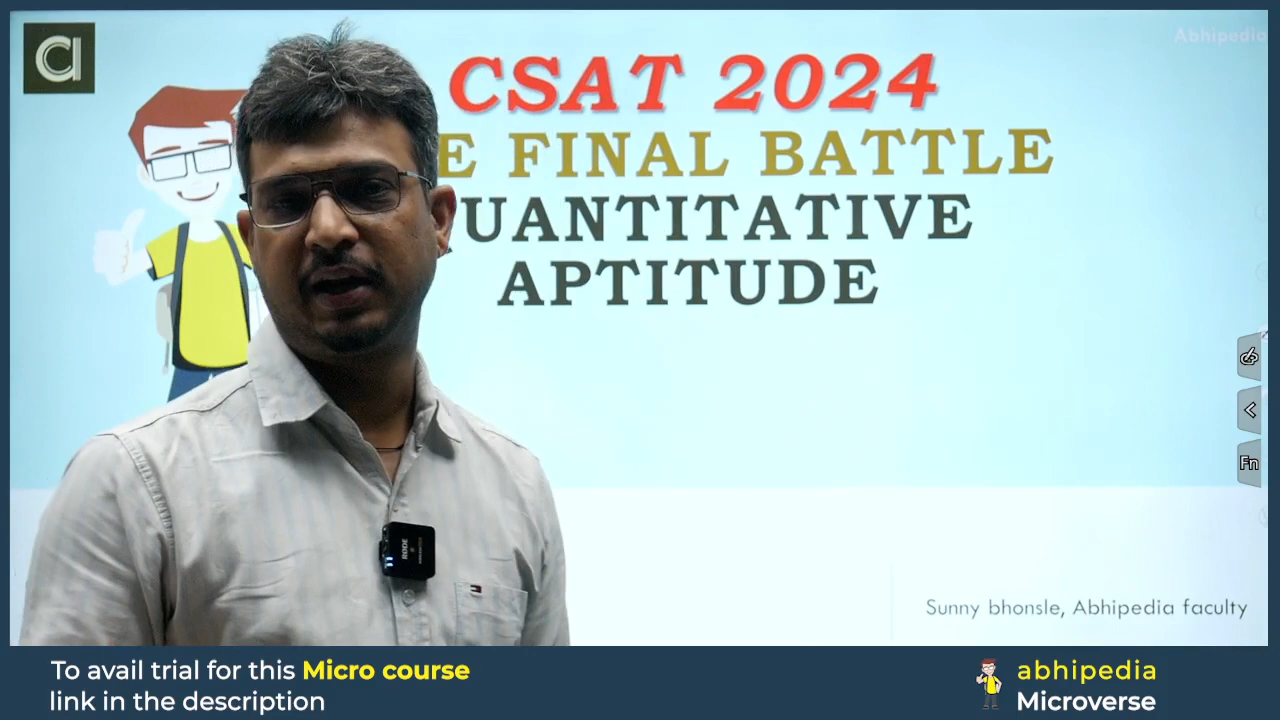 Abhipedia
CSAT 2024
E FINAL BATTLE
UANTITATIVE
APTITUDE
Fn
RODE
Sunny bhonsle, Abhipedia faculty
To avail trial for this Micro course
link in the description
abhipedia
Microverse